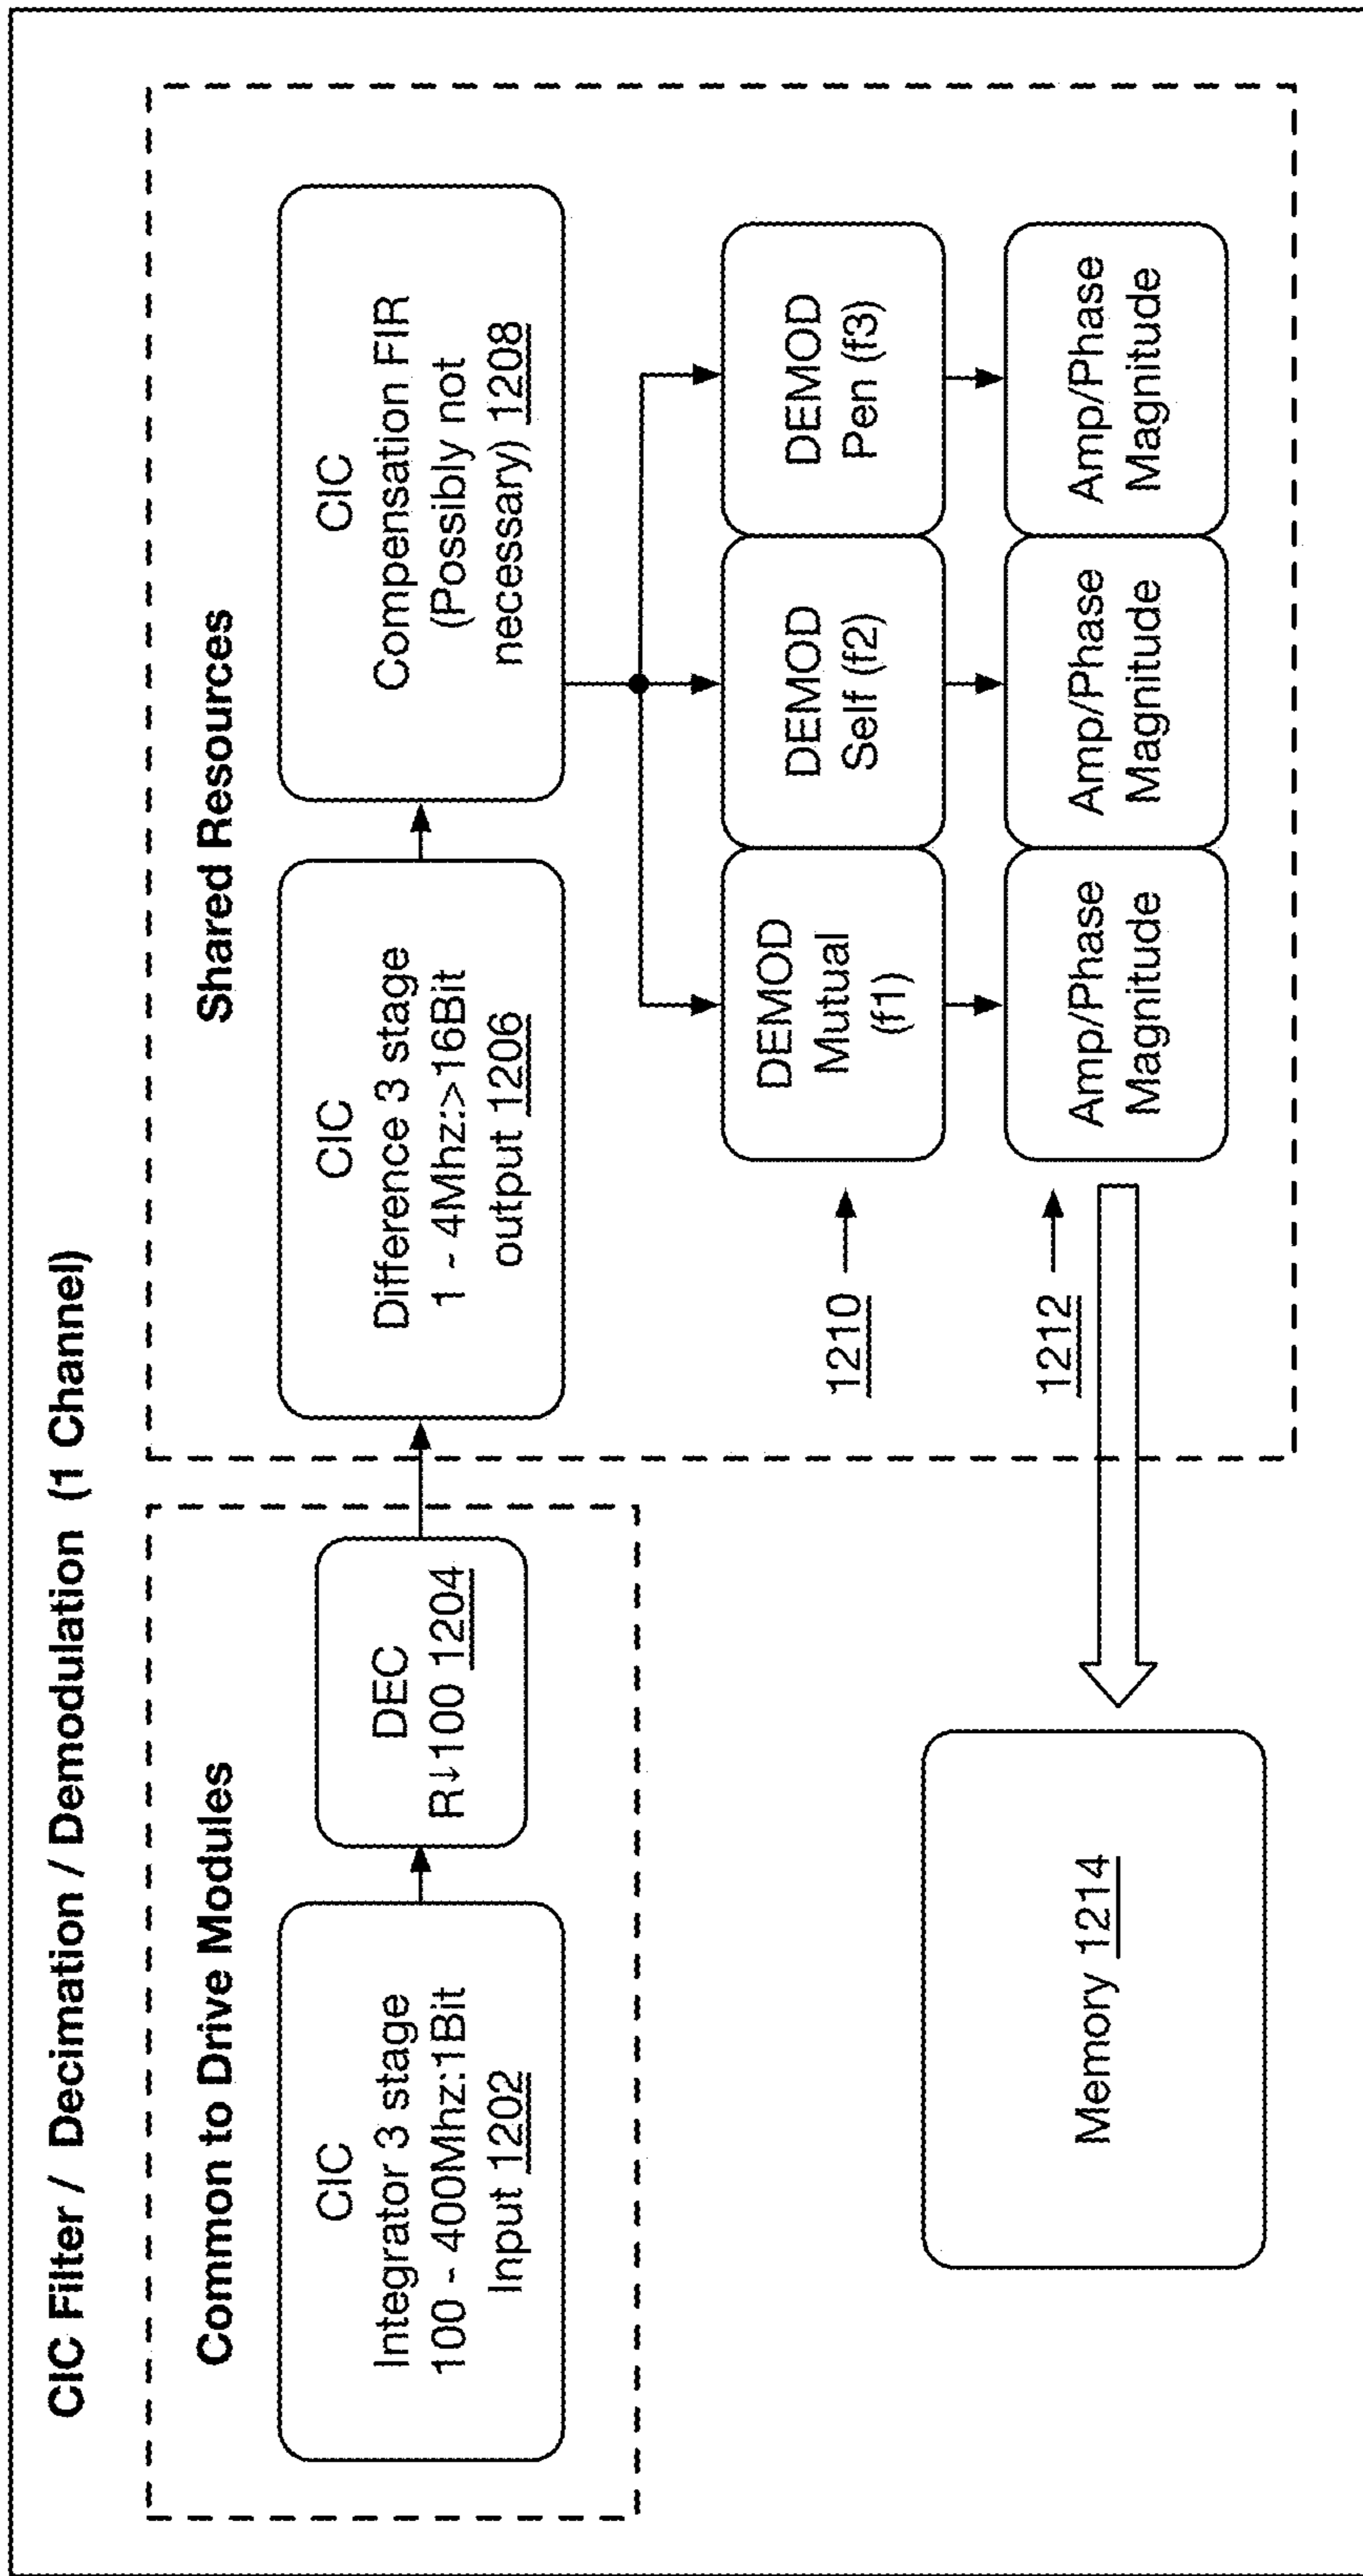 CIC Filter / Decimation / Demodulation (1 Channel)
Common to Drive Modules
CIC
Integrator 3 stage
100 - 400Mhz:1Bit
Input 1202
DEC
R↓100 1204
Shared Resources
CIC
Difference 3 stage
1 - 4Mhz:>16Bit
output 1206
CIC
Compensation FIR
(Possibly not
necessary) 1208
1210
DEMOD
Mutual
(f1)
DEMOD
Self (f2)
DEMOD
Pen (f3)
1212
Amp/Phase
Magnitude
Amp/Phase
Magnitude
Amp/Phase
Magnitude
Memory 1214